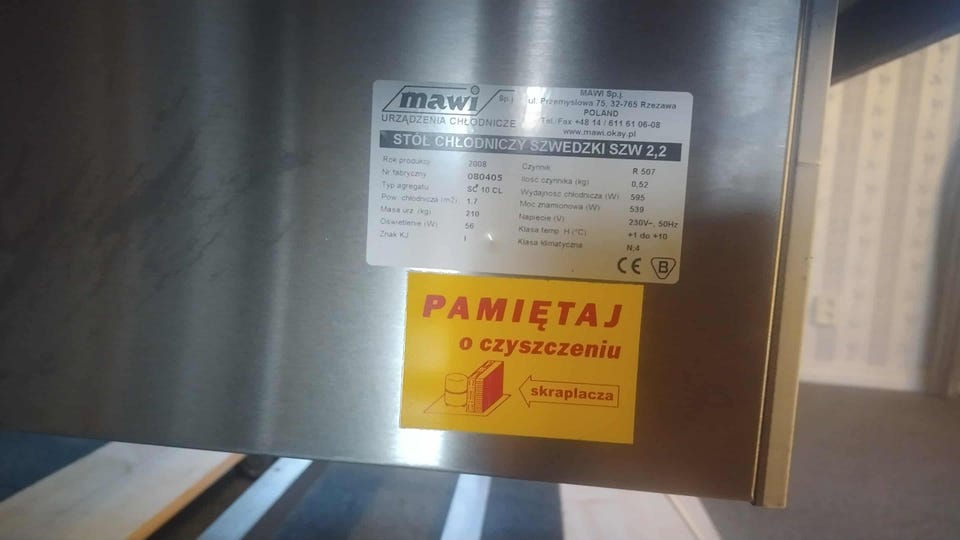 mawi Sp.j.
URZĄDZENIA CHŁODNICZE
MAWI Sp.j.
ul. Przemysłowa 75, 32-765 Rzezawa
POLAND
Tel./Fax +48 14 / 611 61 06-08
www.mawi.okay.pl
STÓŁ CHŁODNICZY SZWEDZKI SZW 2,2
Rok produkcji 2008
Nr fabryczny 080405
Typ agregatu SC 10 CL
Pow. chłodnicza (m2) 1,7
Masa urz. (kg) 210
Oświetlenie (W) 56
Znak KJ I
Czynnik R 507
Ilość czynnika (kg) 0,52
Wydajność chłodnicza (W) 595
Moc znamionowa (W) 539
Napięcie (V) 230V~, 50Hz
Klasa temp. H (°C) +1 do +10
Klasa klimatyczna N;4
CE B
PAMIĘTAJ
o czyszczeniu
skraplacza